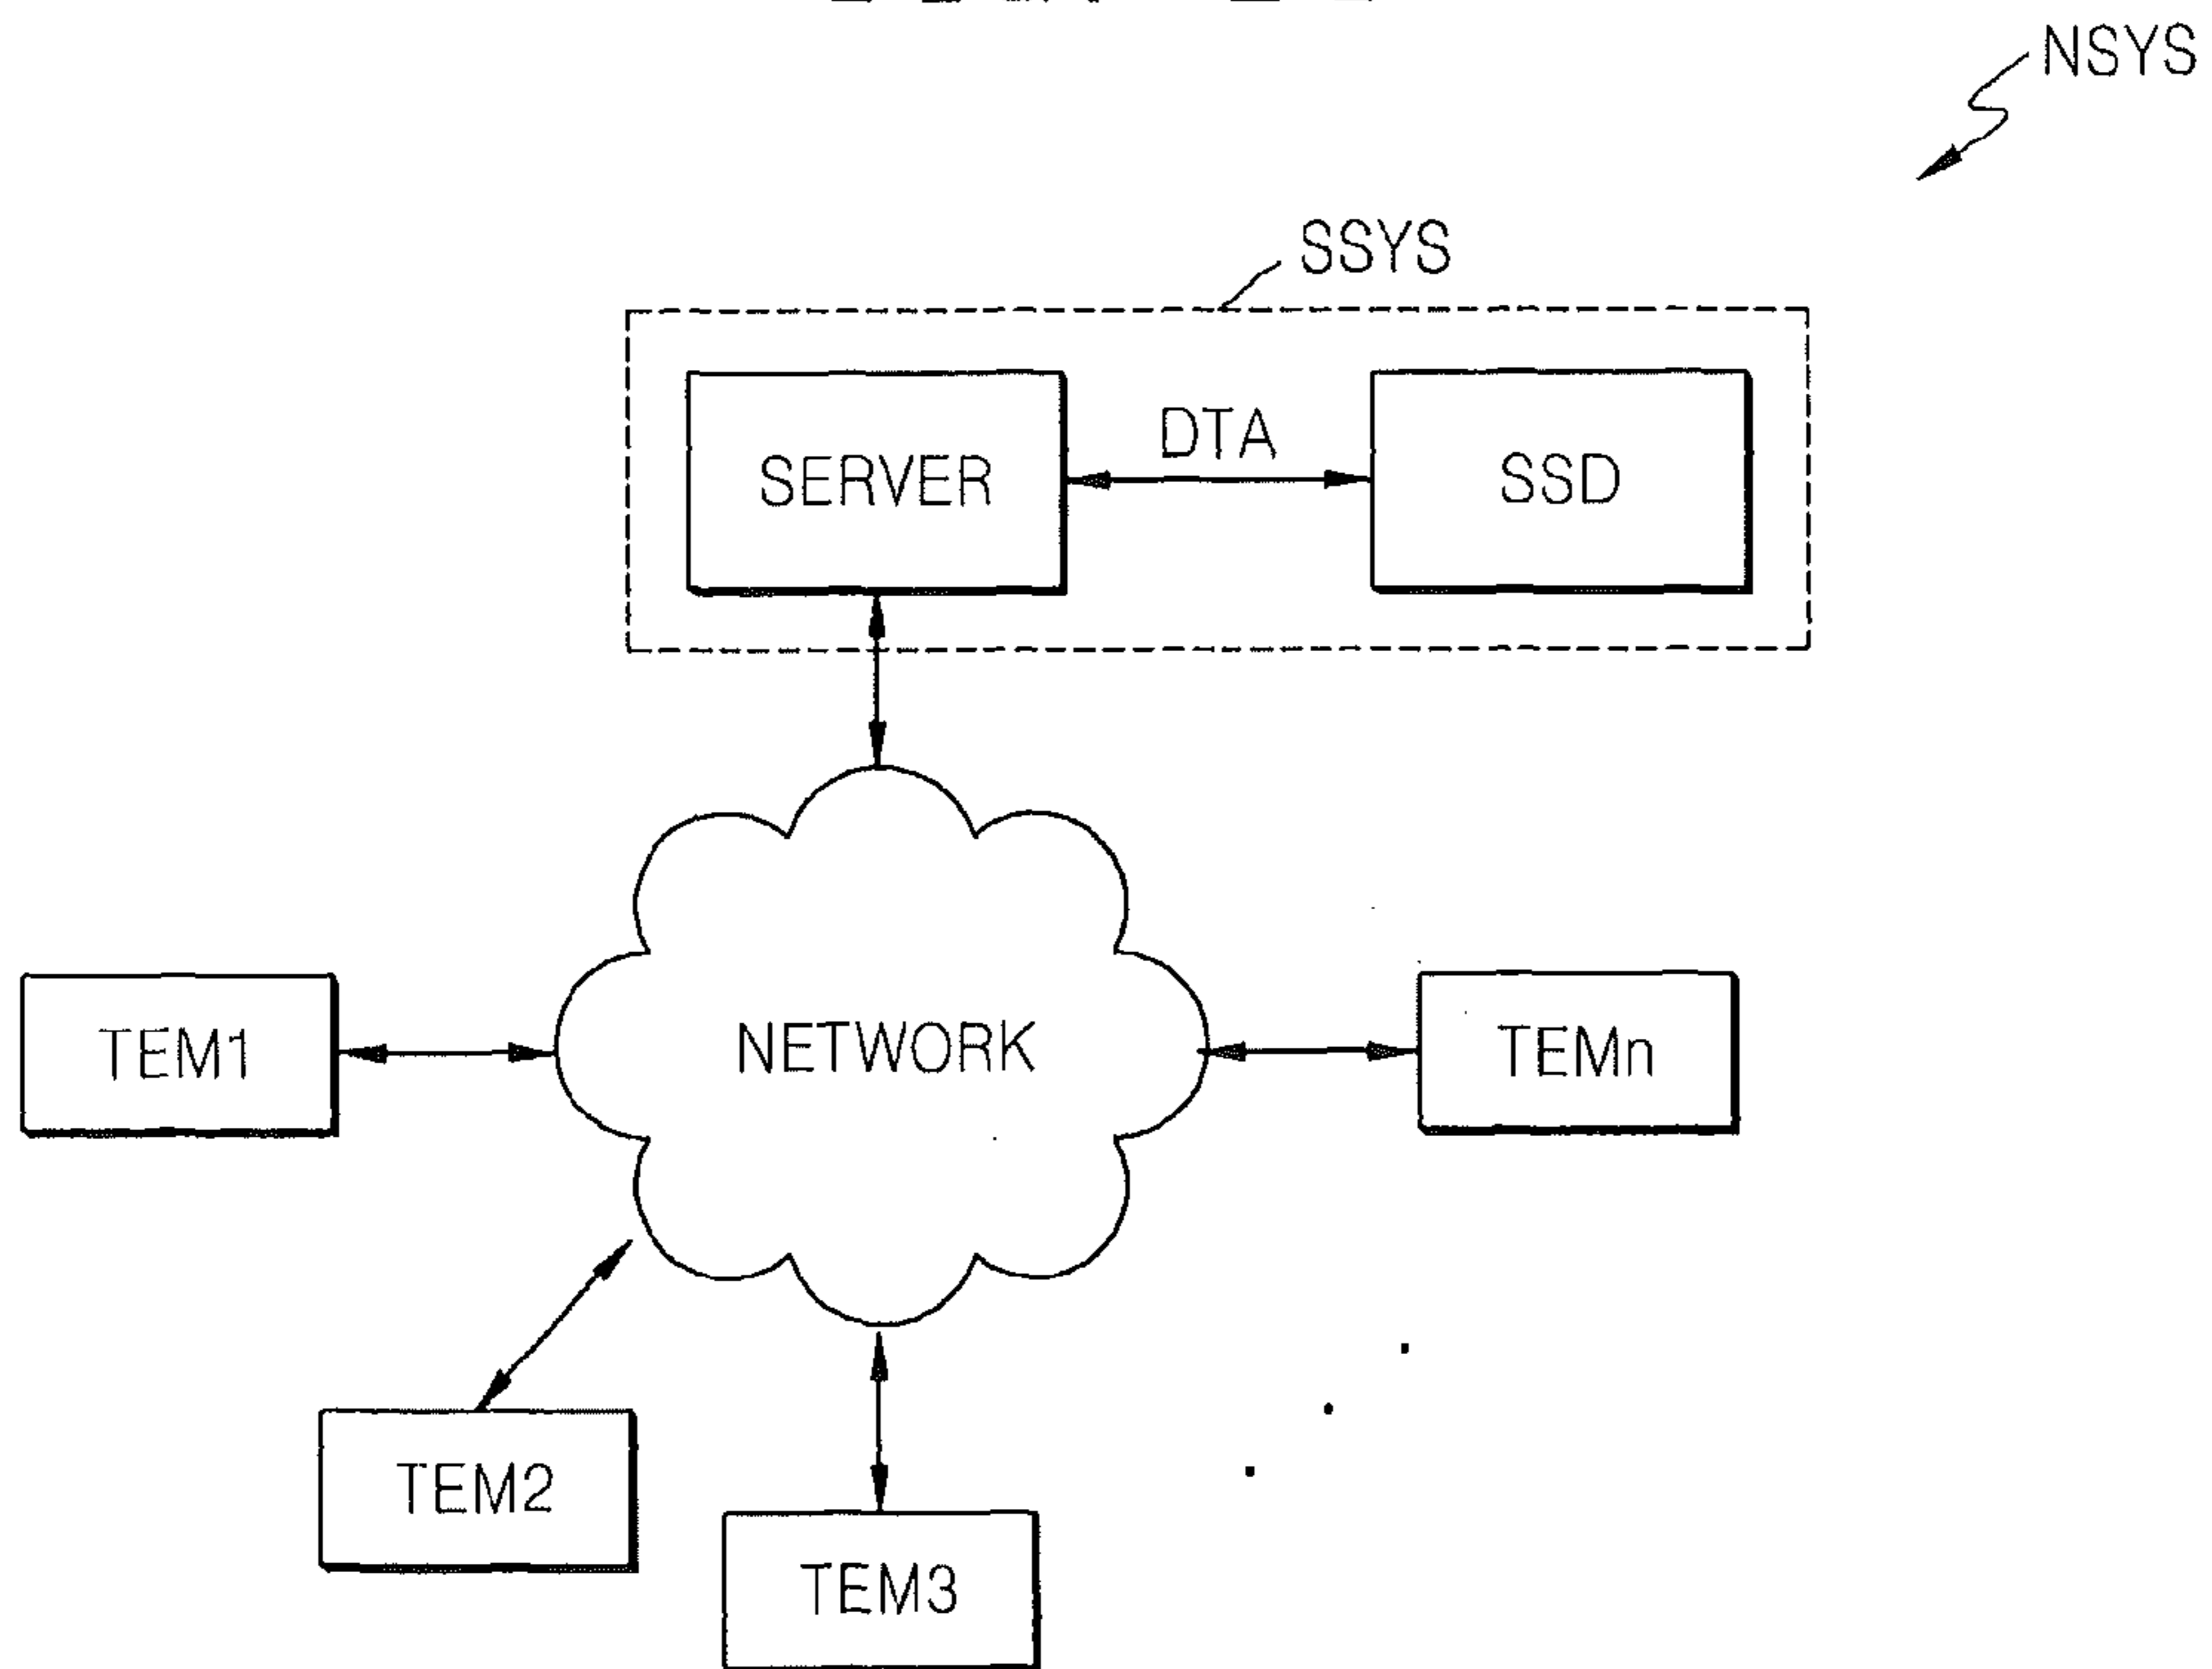 NSYS
SSYS
SERVER
DTA
SSD
TEM1
NETWORK
TEMn
TEM2
TEM3